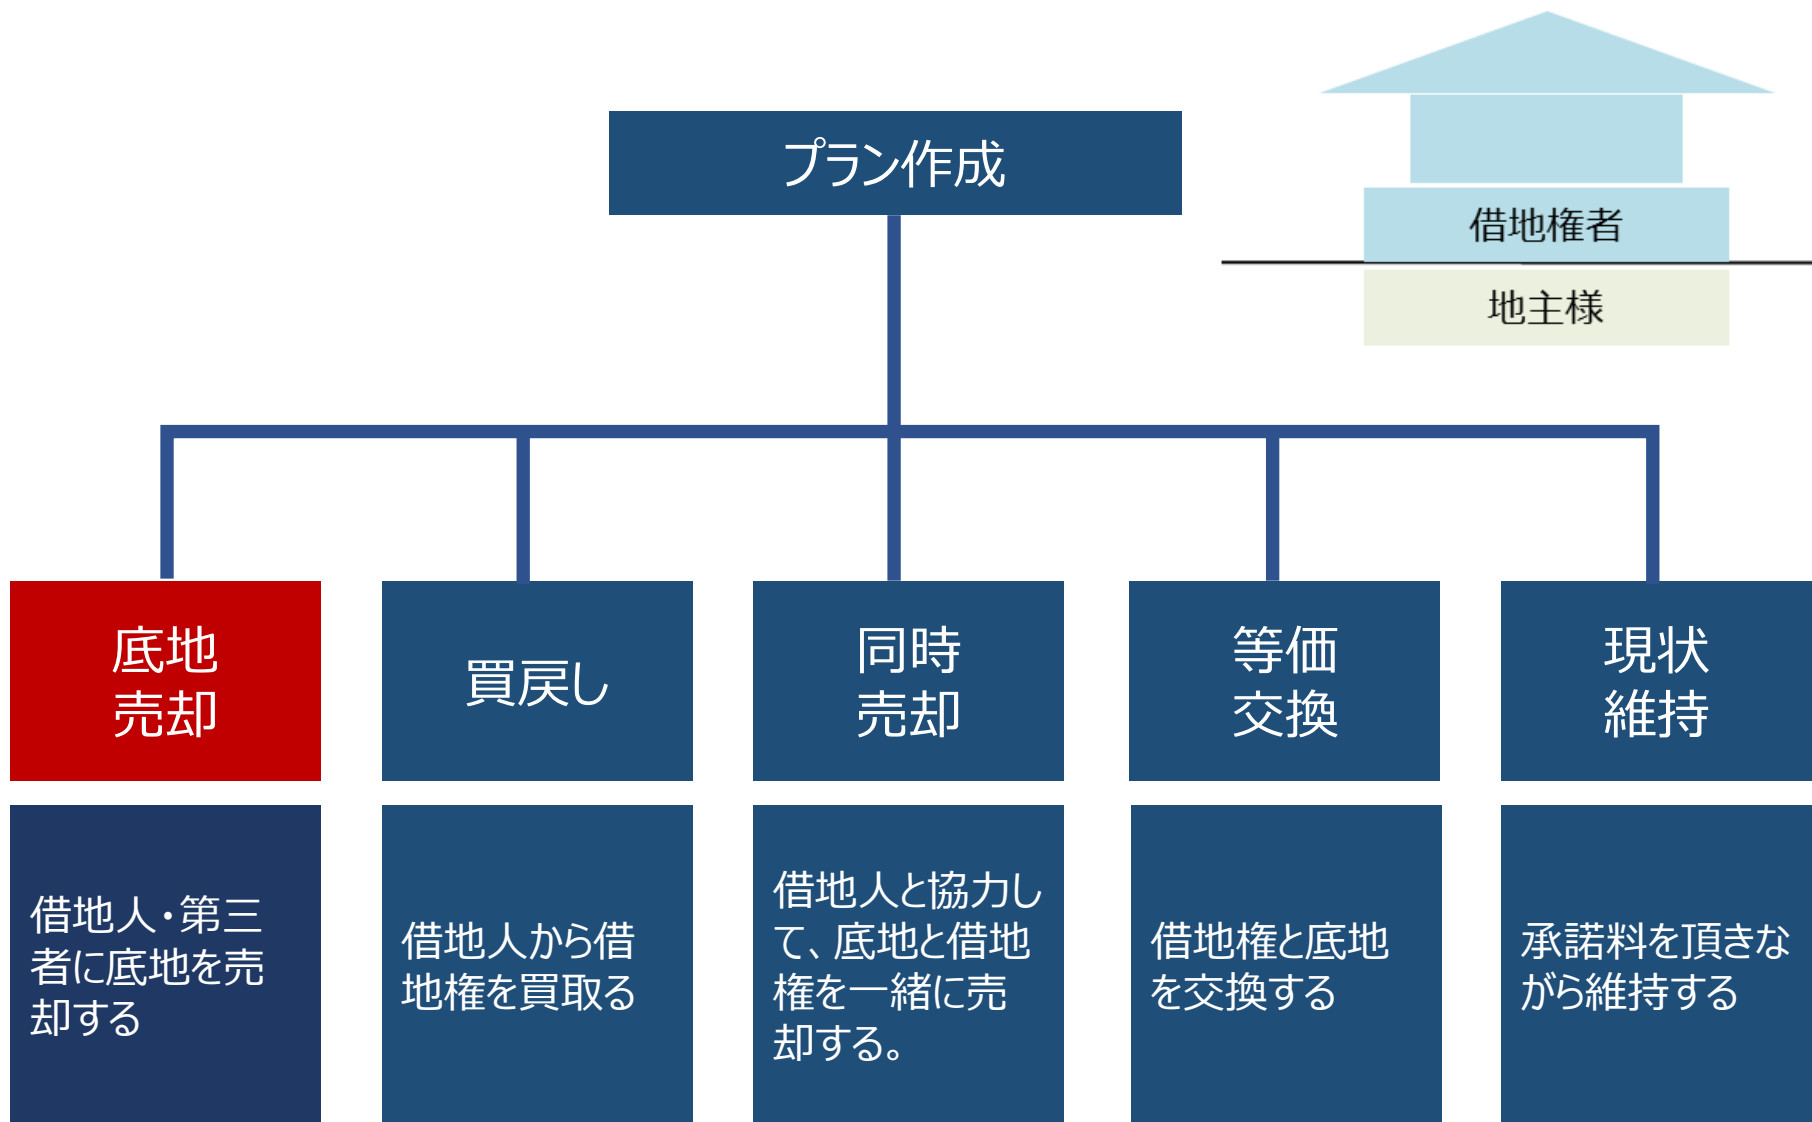 プラン作成
借地権者
地主様
底地
売却
買戻し
同時
売却
等価
交換
現状
維持
借地人・第三
者に底地を売
却する
借地人から借
地権を買取る
借地人と協力し
て、底地と借地
権を一緒に売
却する。
借地権と底地
を交換する
承諾料を頂きな
がら維持する